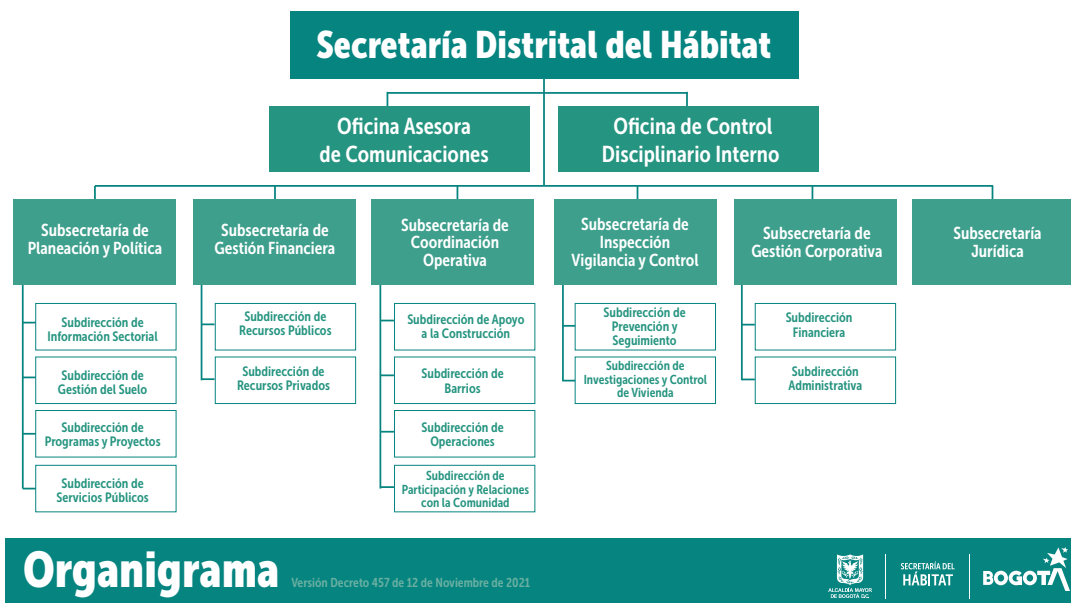 Secretaría Distrital del Hábitat
Oficina Asesora
de Comunicaciones
Oficina de Control
Disciplinario Interno
Subsecretaría de
Planeación y Política
Subsecretaría de
Gestión Financiera
Subsecretaría de
Coordinación
Operativa
Subsecretaría de
Inspección
Vigilancia y Control
Subsecretaría de
Gestión Corporativa
Subsecretaría
Jurídica
Subdirección de
Información Sectorial
Subdirección de
Gestión del Suelo
Subdirección de
Programas y Proyectos
Subdirección de
Servicios Públicos
Subdirección de
Recursos Públicos
Subdirección de
Recursos Privados
Subdirección de Apoyo
a la Construcción
Subdirección de
Barrios
Subdirección de
Operaciones
Subdirección de
Participación y Relaciones
con la Comunidad
Subdirección de
Prevención y
Seguimiento
Subdirección de
Investigaciones y Control
de Vivienda
Subdirección
Financiera
Subdirección
Administrativa
Organigrama
Versión Decreto 457 de 12 de Noviembre de 2021
ALCALDÍA MAYOR
DE BOGOTÁ D.C.
SECRETARÍA DEL
HÁBITAT
BOGOTÁ